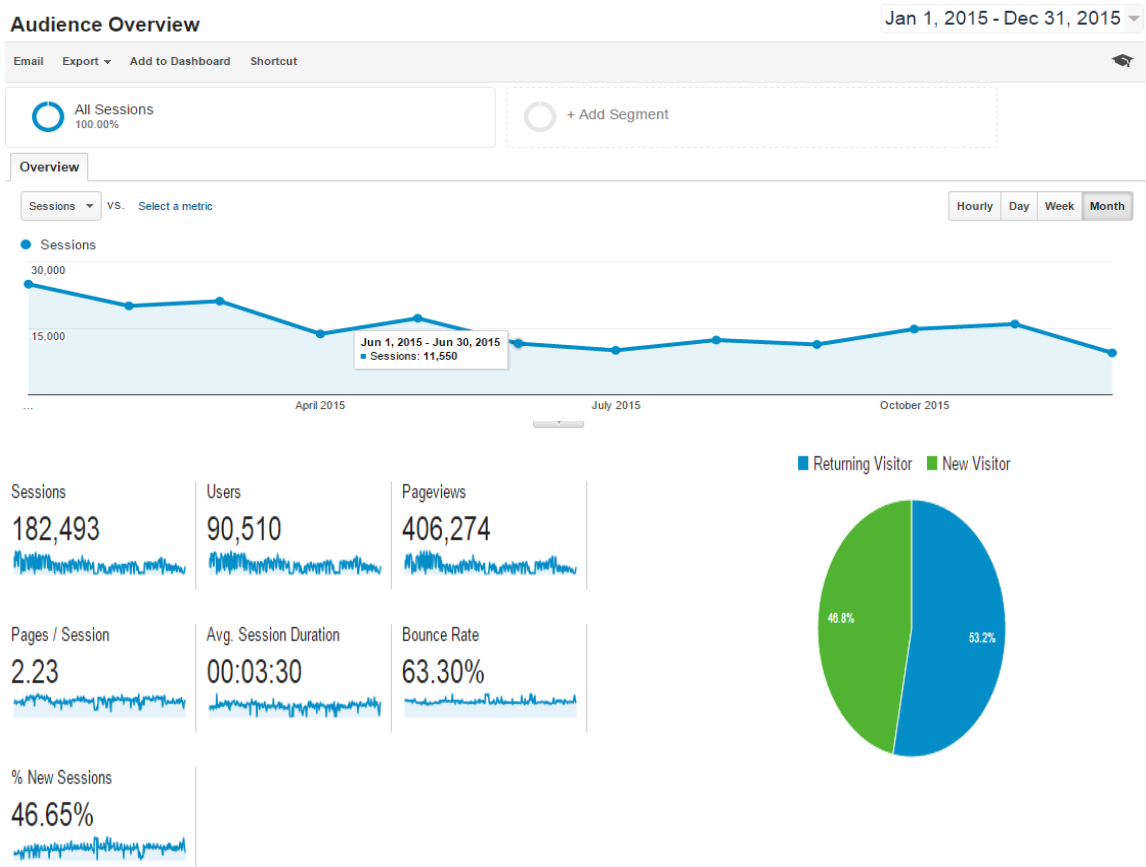 Audience Overview
Jan 1, 2015 - Dec 31, 2015
Email Export Add to Dashboard Shortcut
All Sessions
100.00%
+ Add Segment
Overview
Sessions VS. Select a metric
Hourly Day Week Month
Sessions
30,000
15,000
Jun 1, 2015 - Jun 30, 2015
Sessions: 11,550
... April 2015 July 2015 October 2015
Returning Visitor New Visitor
Sessions Users Pageviews
182,493 90,510 406,274
46.8%
53.2%
Pages / Session Avg. Session Duration Bounce Rate
2.23 00:03:30 63.30%
% New Sessions
46.65%